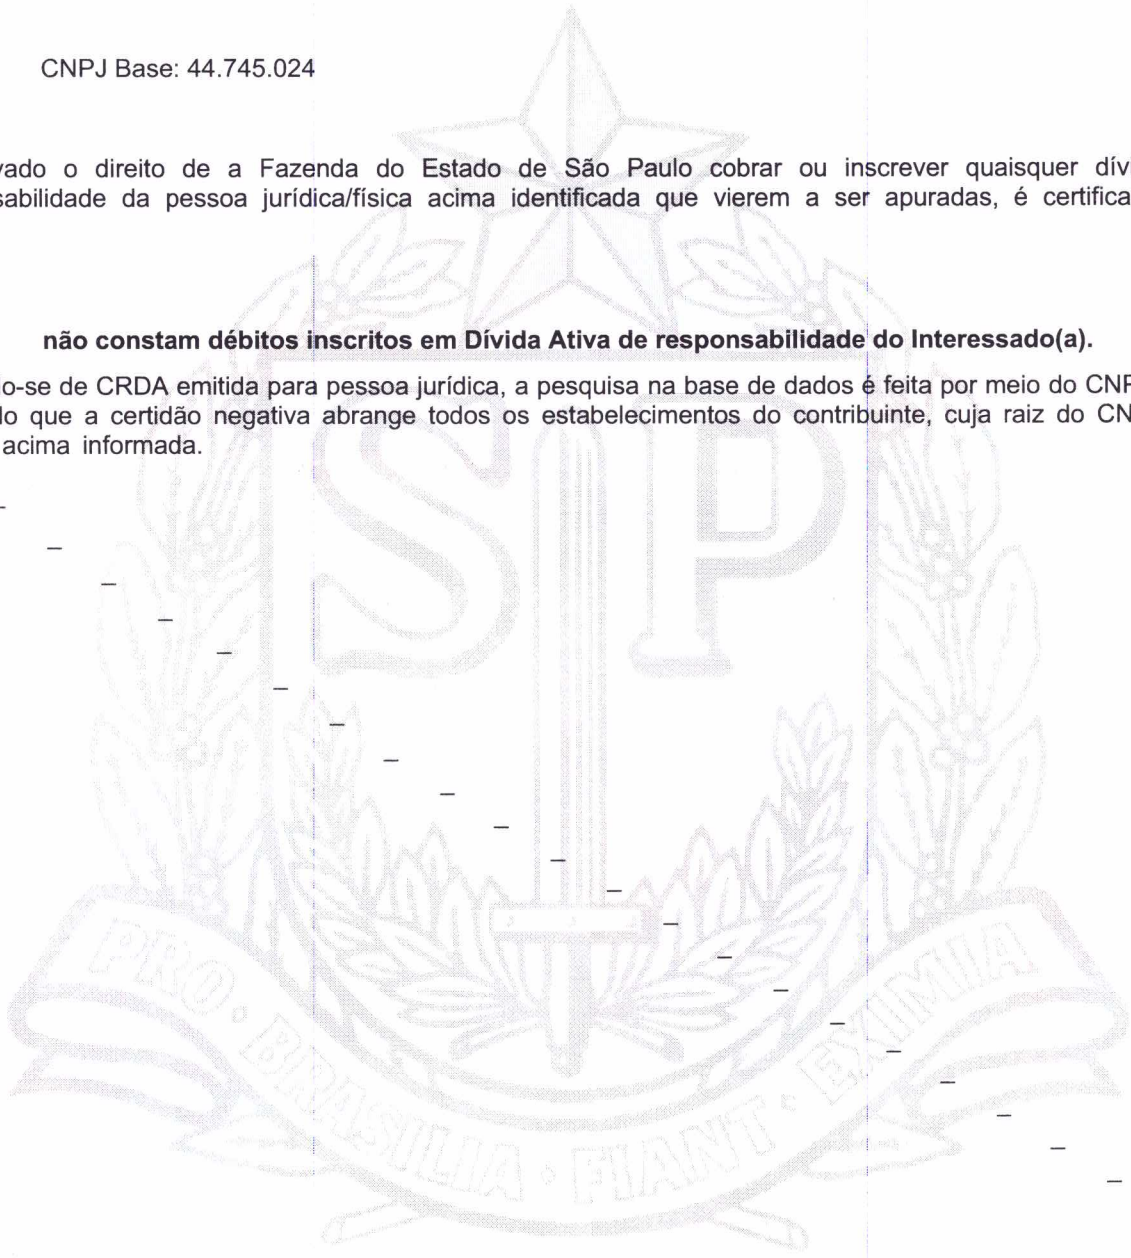 CNPJ Base: 44.745.024
vado o direito de a Fazenda do Estado de São Paulo cobrar ou inscrever quaisquer dív
sabilidade da pessoa jurídica/física acima identificada que vierem a ser apuradas, é certifica
não constam débitos inscritos em Dívida Ativa de responsabilidade do Interessado(a).
o-se de CRDA emitida para pessoa jurídica, a pesquisa na base de dados é feita por meio do CNP
do que a certidão negativa abrange todos os estabelecimentos do contribuinte, cuja raiz do CN
acima informada.
SP
PRO • BRASILIA • FIANT • EXIMIA